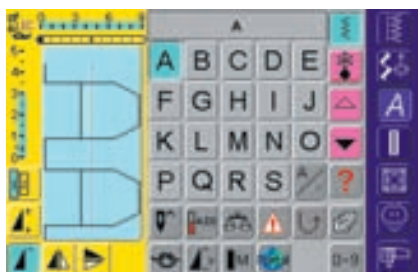 A
A B C D E
F G H I J
K L M N O
P Q R S A/
?
A
M
0-9